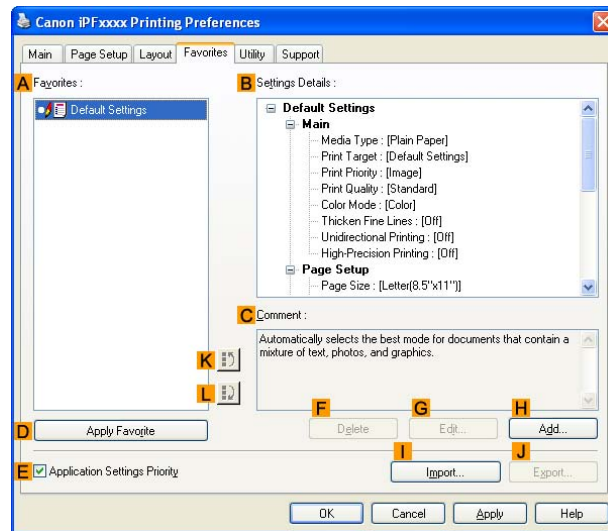 Canon iPFxxxx Printing Preferences
Main Page Setup Layout Favorites Utility Support
A Favorites :
Default Settings
B Settings Details :
Default Settings
Main
Media Type : [Plain Paper]
Print Target : [Default Settings]
Print Priority : [Image]
Print Quality : [Standard]
Color Mode : [Color]
Thicken Fine Lines : [Off]
Unidirectional Printing : [Off]
High-Precision Printing : [Off]
Page Setup
Page Size : [Letter(8.5"x11")]
C Comment :
Automatically selects the best mode for documents that contain a
mixture of text, photos, and graphics.
K
L
D Apply Favorite
F Delete
G Edit...
H Add...
E Application Settings Priority
I Import...
J Export...
OK Cancel Apply Help